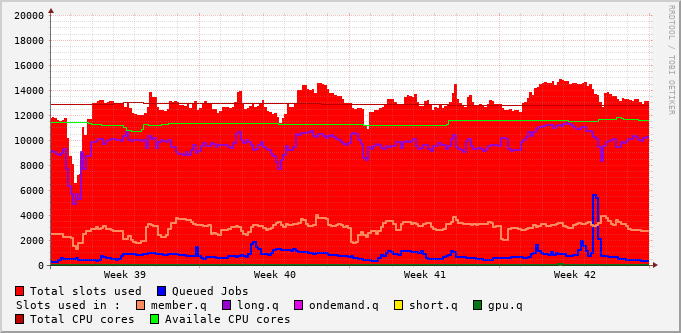 20000
18000
16000
14000
12000
10000
8000
6000
4000
2000
0
RRDTOOL / TOBI OETIKER
Week 39 Week 40 Week 41 Week 42
Total slots used Queued Jobs
Slots used in : member.q long.q ondemand.q short.q gpu.q
Total CPU cores Availale CPU cores